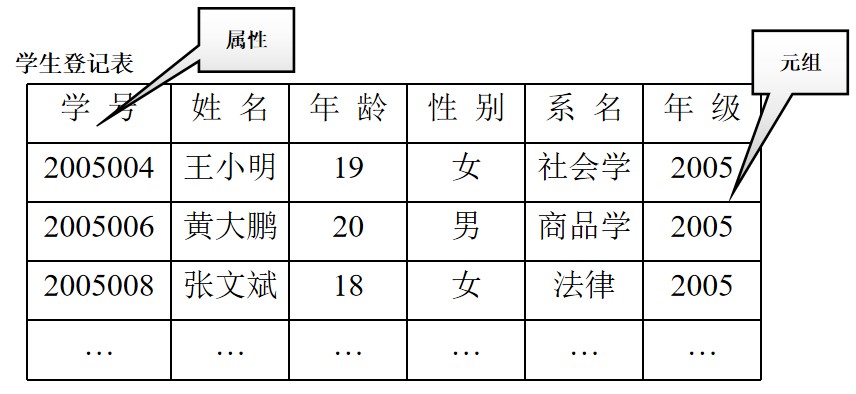 属性
元组
学生登记表
学号 姓名 年龄 性别 系名 年级
2005004 王小明 19 女 社会学 2005
2005006 黄大鹏 20 男 商品学 2005
2005008 张文斌 18 女 法律 2005
… … … … … …